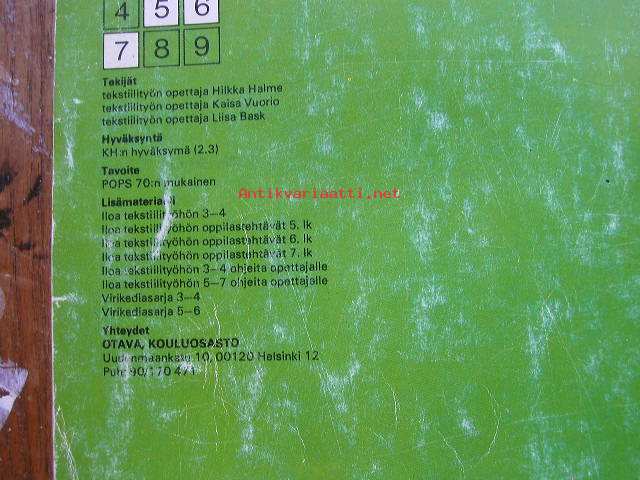 4 5 6
7 8 9
Tekijät
tekstiilityön opettaja Hilkka Halme
tekstiilityön opettaja Kaisa Vuorio
tekstiilityön opettaja Liisa Bask
Hyväksyntä
KH:n hyväksymä (2.3)
Tavoite
POPS 70:n mukainen
Antikvariaatti.net
Lisämateriaali
Iloa tekstiilityöhön 3–4
Iloa tekstiilityöhön oppilastehtävät 5. lk
Iloa tekstiilityöhön oppilastehtävät 6. lk
Iloa tekstiilityöhön oppilastehtävät 7. lk
Iloa tekstiilityöhön 3–4 ohjeita opettajalle
Iloa tekstiilityöhön 5–7 ohjeita opettajalle
Virikediasarja 3–4
Virikediasarja 5–6
Yhteydet
OTAVA, KOULUOSASTO
Uudenmaankatu 10, 00120 Helsinki 12
Puh. 90/170 471